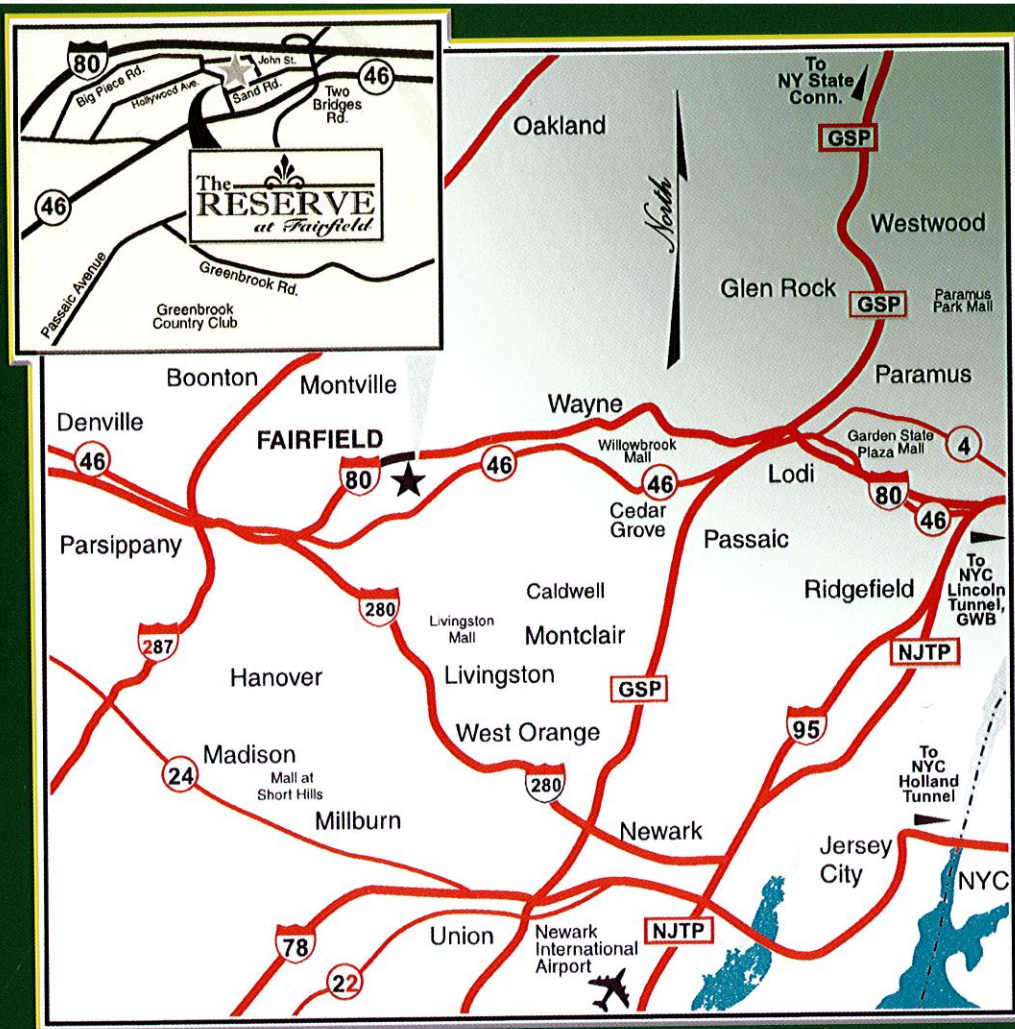 80
John St.
46
Big Piece Rd.
Hollywood Ave.
Sand Rd.
Two
Bridges
Rd.
The
RESERVE
at Fairfield
46
Passaic Avenue
Greenbrook Rd.
Greenbrook
Country Club
To
NY State
Conn.
GSP
Oakland
North
Westwood
Glen Rock
GSP
Paramus
Park Mall
Boonton
Montville
Paramus
Denville
Wayne
FAIRFIELD
Willowbrook
Mall
Garden State
Plaza Mall
4
46
80
46
46
Lodi
80
46
Cedar
Grove
Parsippany
Passaic
To
NYC
Lincoln
Tunnel,
GWB
Caldwell
Ridgefield
280
Livingston
Mall
Montclair
287
NJTP
Hanover
Livingston
GSP
West Orange
95
Madison
24
Mall at
Short Hills
280
To
NYC
Holland
Tunnel
Millburn
Newark
Jersey
City
NYC
78
Union
Newark
International
Airport
NJTP
22